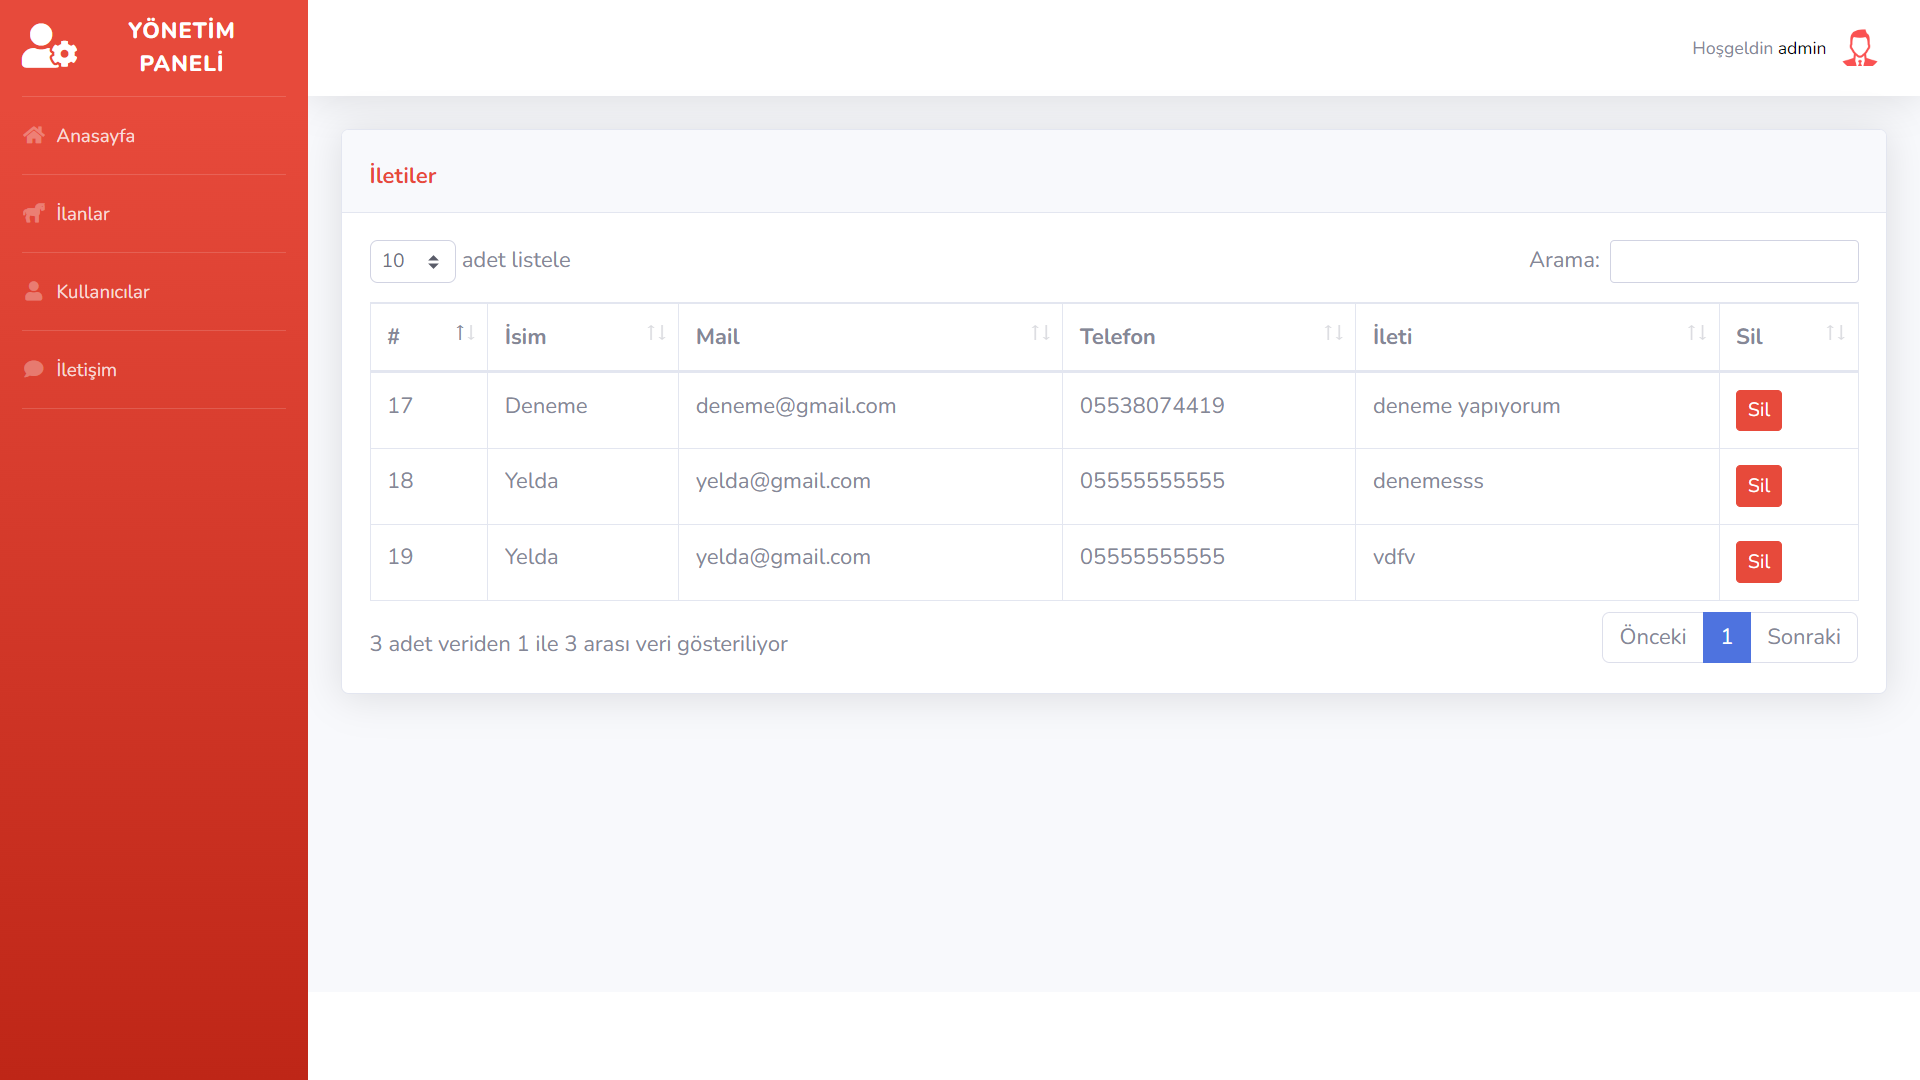 YÖNETİM
PANELİ
Hoşgeldin admin
Anasayfa
İlanlar
Kullanıcılar
İletişim
İletiler
10 adet listele
Arama:
# İsim Mail Telefon İleti Sil
17 Deneme deneme@gmail.com 05538074419 deneme yapıyorum Sil
18 Yelda yelda@gmail.com 05555555555 denemesss Sil
19 Yelda yelda@gmail.com 05555555555 vdfv Sil
3 adet veriden 1 ile 3 arası veri gösteriliyor
Önceki 1 Sonraki